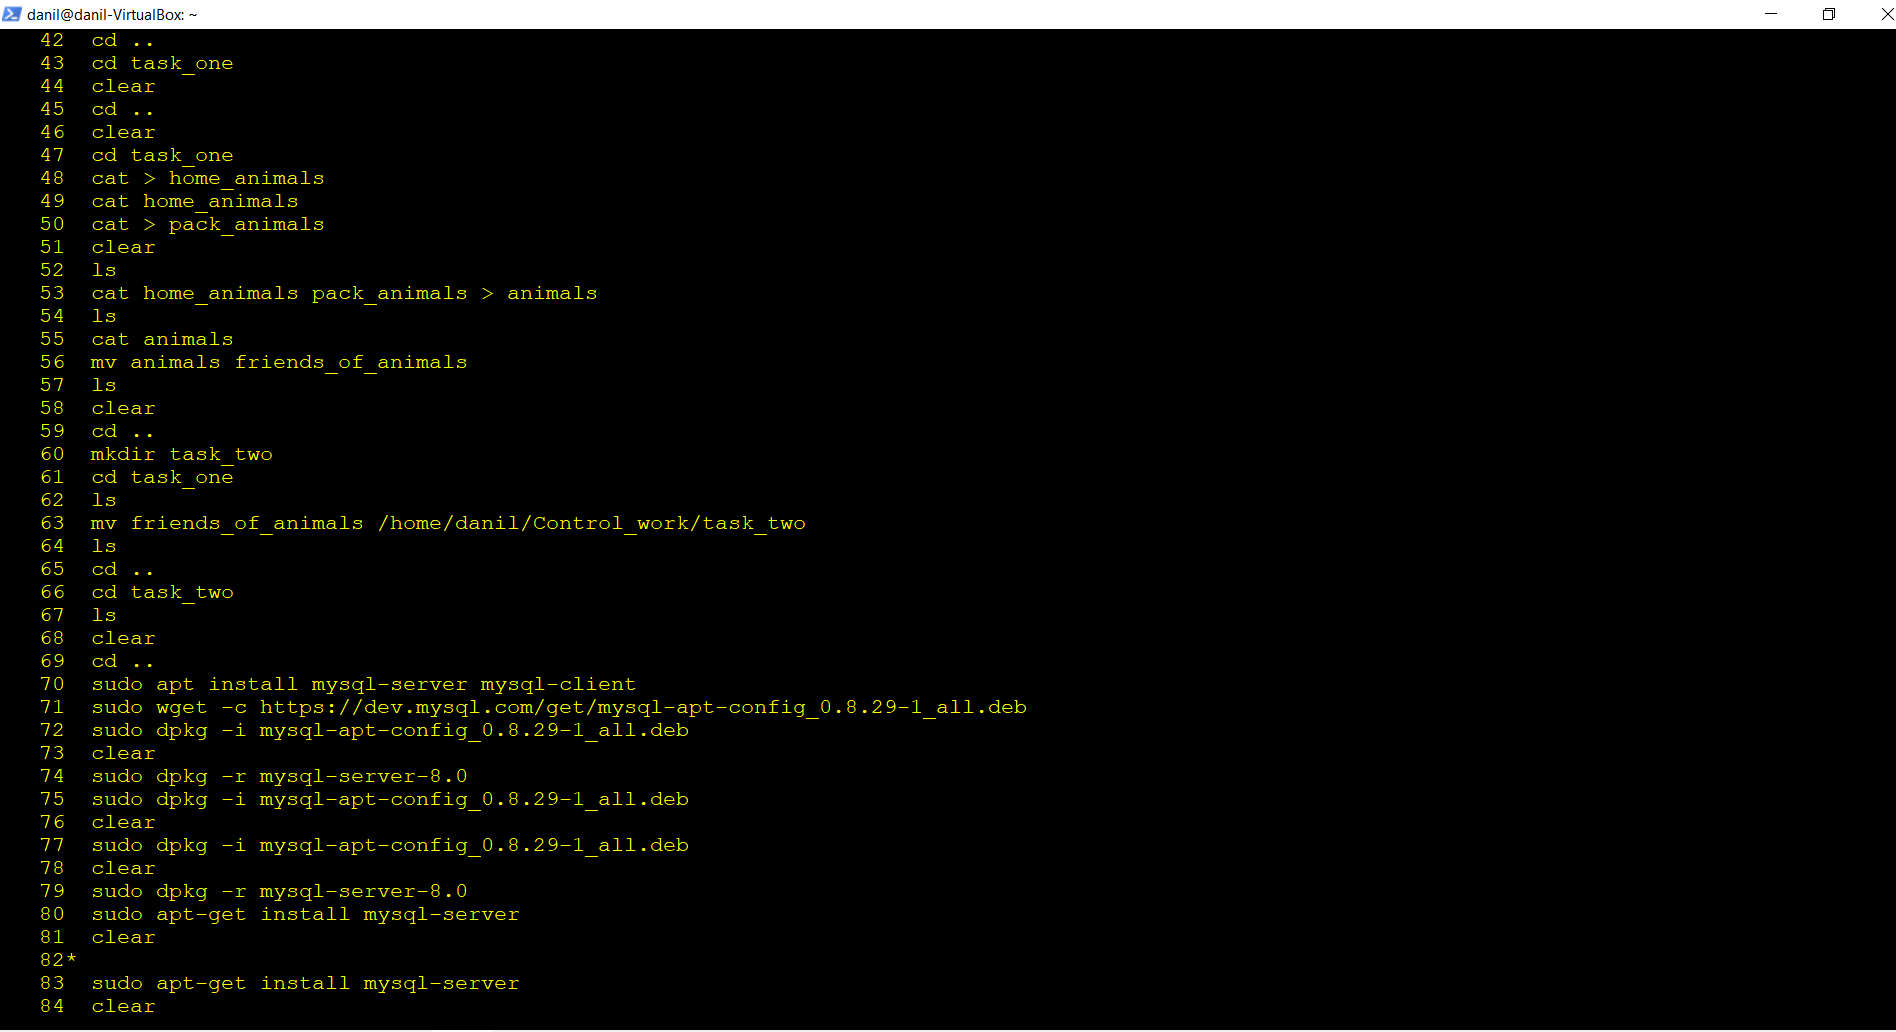 danil@danil-VirtualBox: ~
42 cd ..
43 cd task_one
44 clear
45 cd ..
46 clear
47 cd task_one
48 cat > home_animals
49 cat home_animals
50 cat > pack_animals
51 clear
52 ls
53 cat home_animals pack_animals > animals
54 ls
55 cat animals
56 mv animals friends_of_animals
57 ls
58 clear
59 cd ..
60 mkdir task_two
61 cd task_one
62 ls
63 mv friends_of_animals /home/danil/Control_work/task_two
64 ls
65 cd ..
66 cd task_two
67 ls
68 clear
69 cd ..
70 sudo apt install mysql-server mysql-client
71 sudo wget -c https://dev.mysql.com/get/mysql-apt-config_0.8.29-1_all.deb
72 sudo dpkg -i mysql-apt-config_0.8.29-1_all.deb
73 clear
74 sudo dpkg -r mysql-server-8.0
75 sudo dpkg -i mysql-apt-config_0.8.29-1_all.deb
76 clear
77 sudo dpkg -i mysql-apt-config_0.8.29-1_all.deb
78 clear
79 sudo dpkg -r mysql-server-8.0
80 sudo apt-get install mysql-server
81 clear
82*
83 sudo apt-get install mysql-server
84 clear